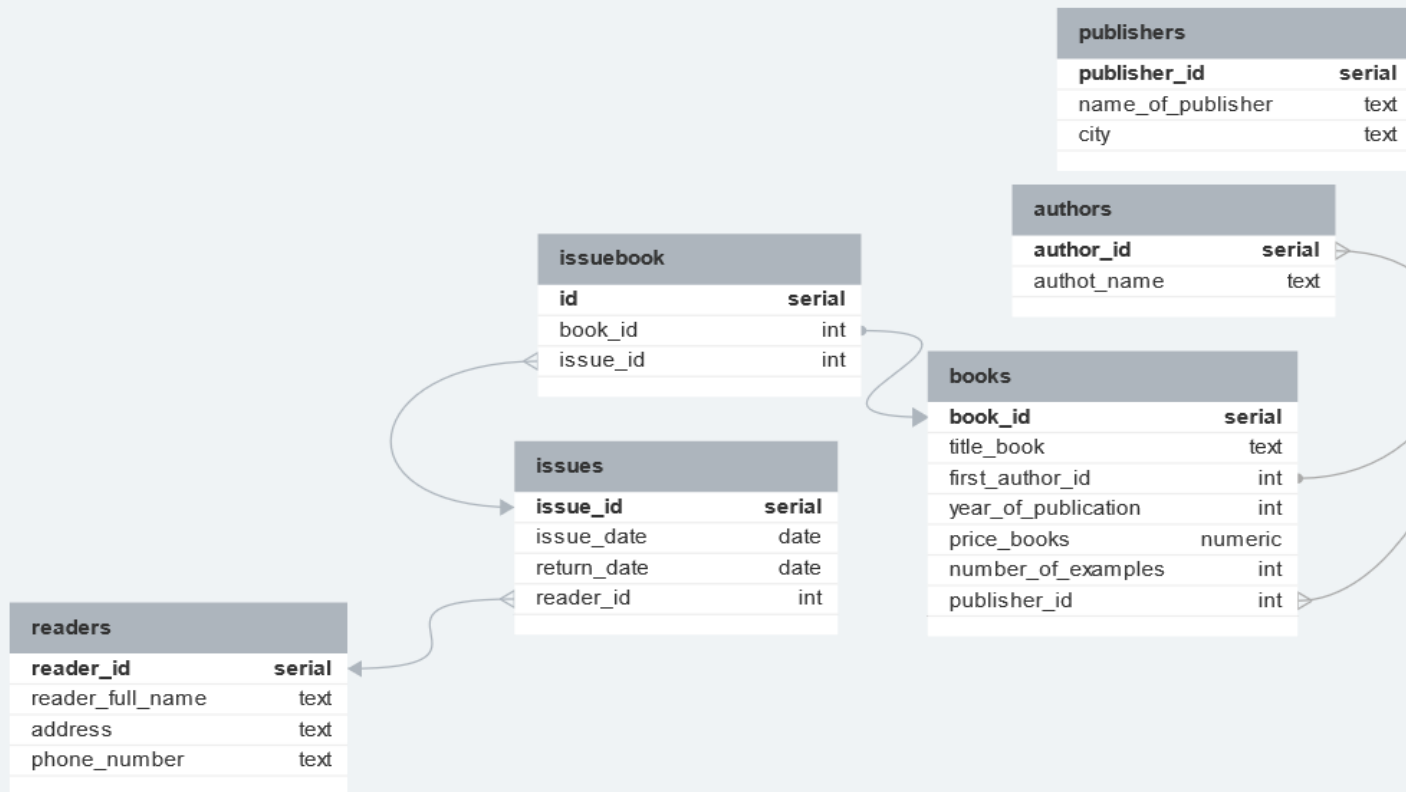 publishers
publisher_id serial
name_of_publisher text
city text
authors
author_id serial
authot_name text
issuebook
id serial
book_id int
issue_id int
books
book_id serial
title_book text
first_author_id int
year_of_publication int
price_books numeric
number_of_examples int
publisher_id int
issues
issue_id serial
issue_date date
return_date date
reader_id int
readers
reader_id serial
reader_full_name text
address text
phone_number text